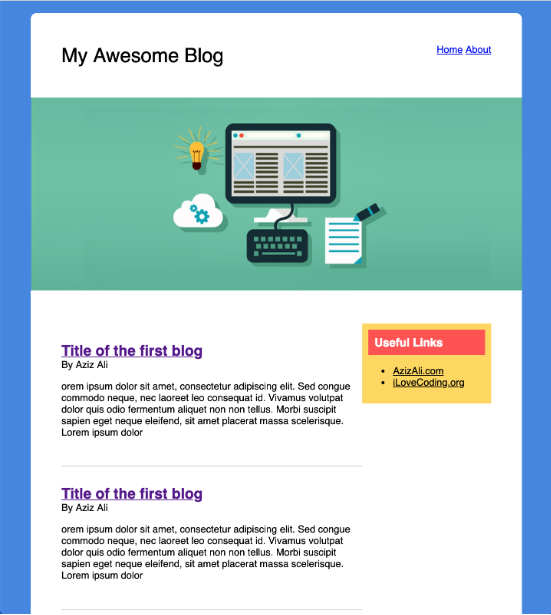 My Awesome Blog
Home About
Title of the first blog
By Aziz Ali
orem ipsum dolor sit amet, consectetur adipiscing elit. Sed congue
commodo neque, nec laoreet leo consequat id. Vivamus volutpat
dolor quis odio fermentum aliquet non non tellus. Morbi suscipit
sapien eget neque eleifend, sit amet placerat massa scelerisque.
Lorem ipsum dolor
Useful Links
AzizAli.com
iLoveCoding.org
Title of the first blog
By Aziz Ali
orem ipsum dolor sit amet, consectetur adipiscing elit. Sed congue
commodo neque, nec laoreet leo consequat id. Vivamus volutpat
dolor quis odio fermentum aliquet non non tellus. Morbi suscipit
sapien eget neque eleifend, sit amet placerat massa scelerisque.
Lorem ipsum dolor